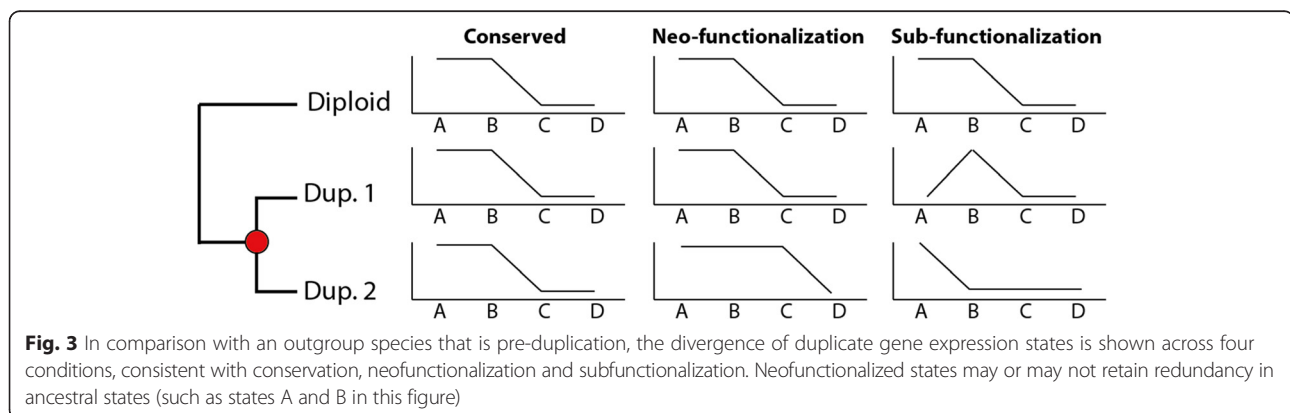 Conserved Neo-functionalization Sub-functionalization
Diploid
A B C D A B C D A B C D
Dup. 1
A B C D A B C D A B C D
Dup. 2
A B C D A B C D A B C D
Fig. 3 In comparison with an outgroup species that is pre-duplication, the divergence of duplicate gene expression states is shown across four
conditions, consistent with conservation, neofunctionalization and subfunctionalization. Neofunctionalized states may or may not retain redundancy in
ancestral states (such as states A and B in this figure)